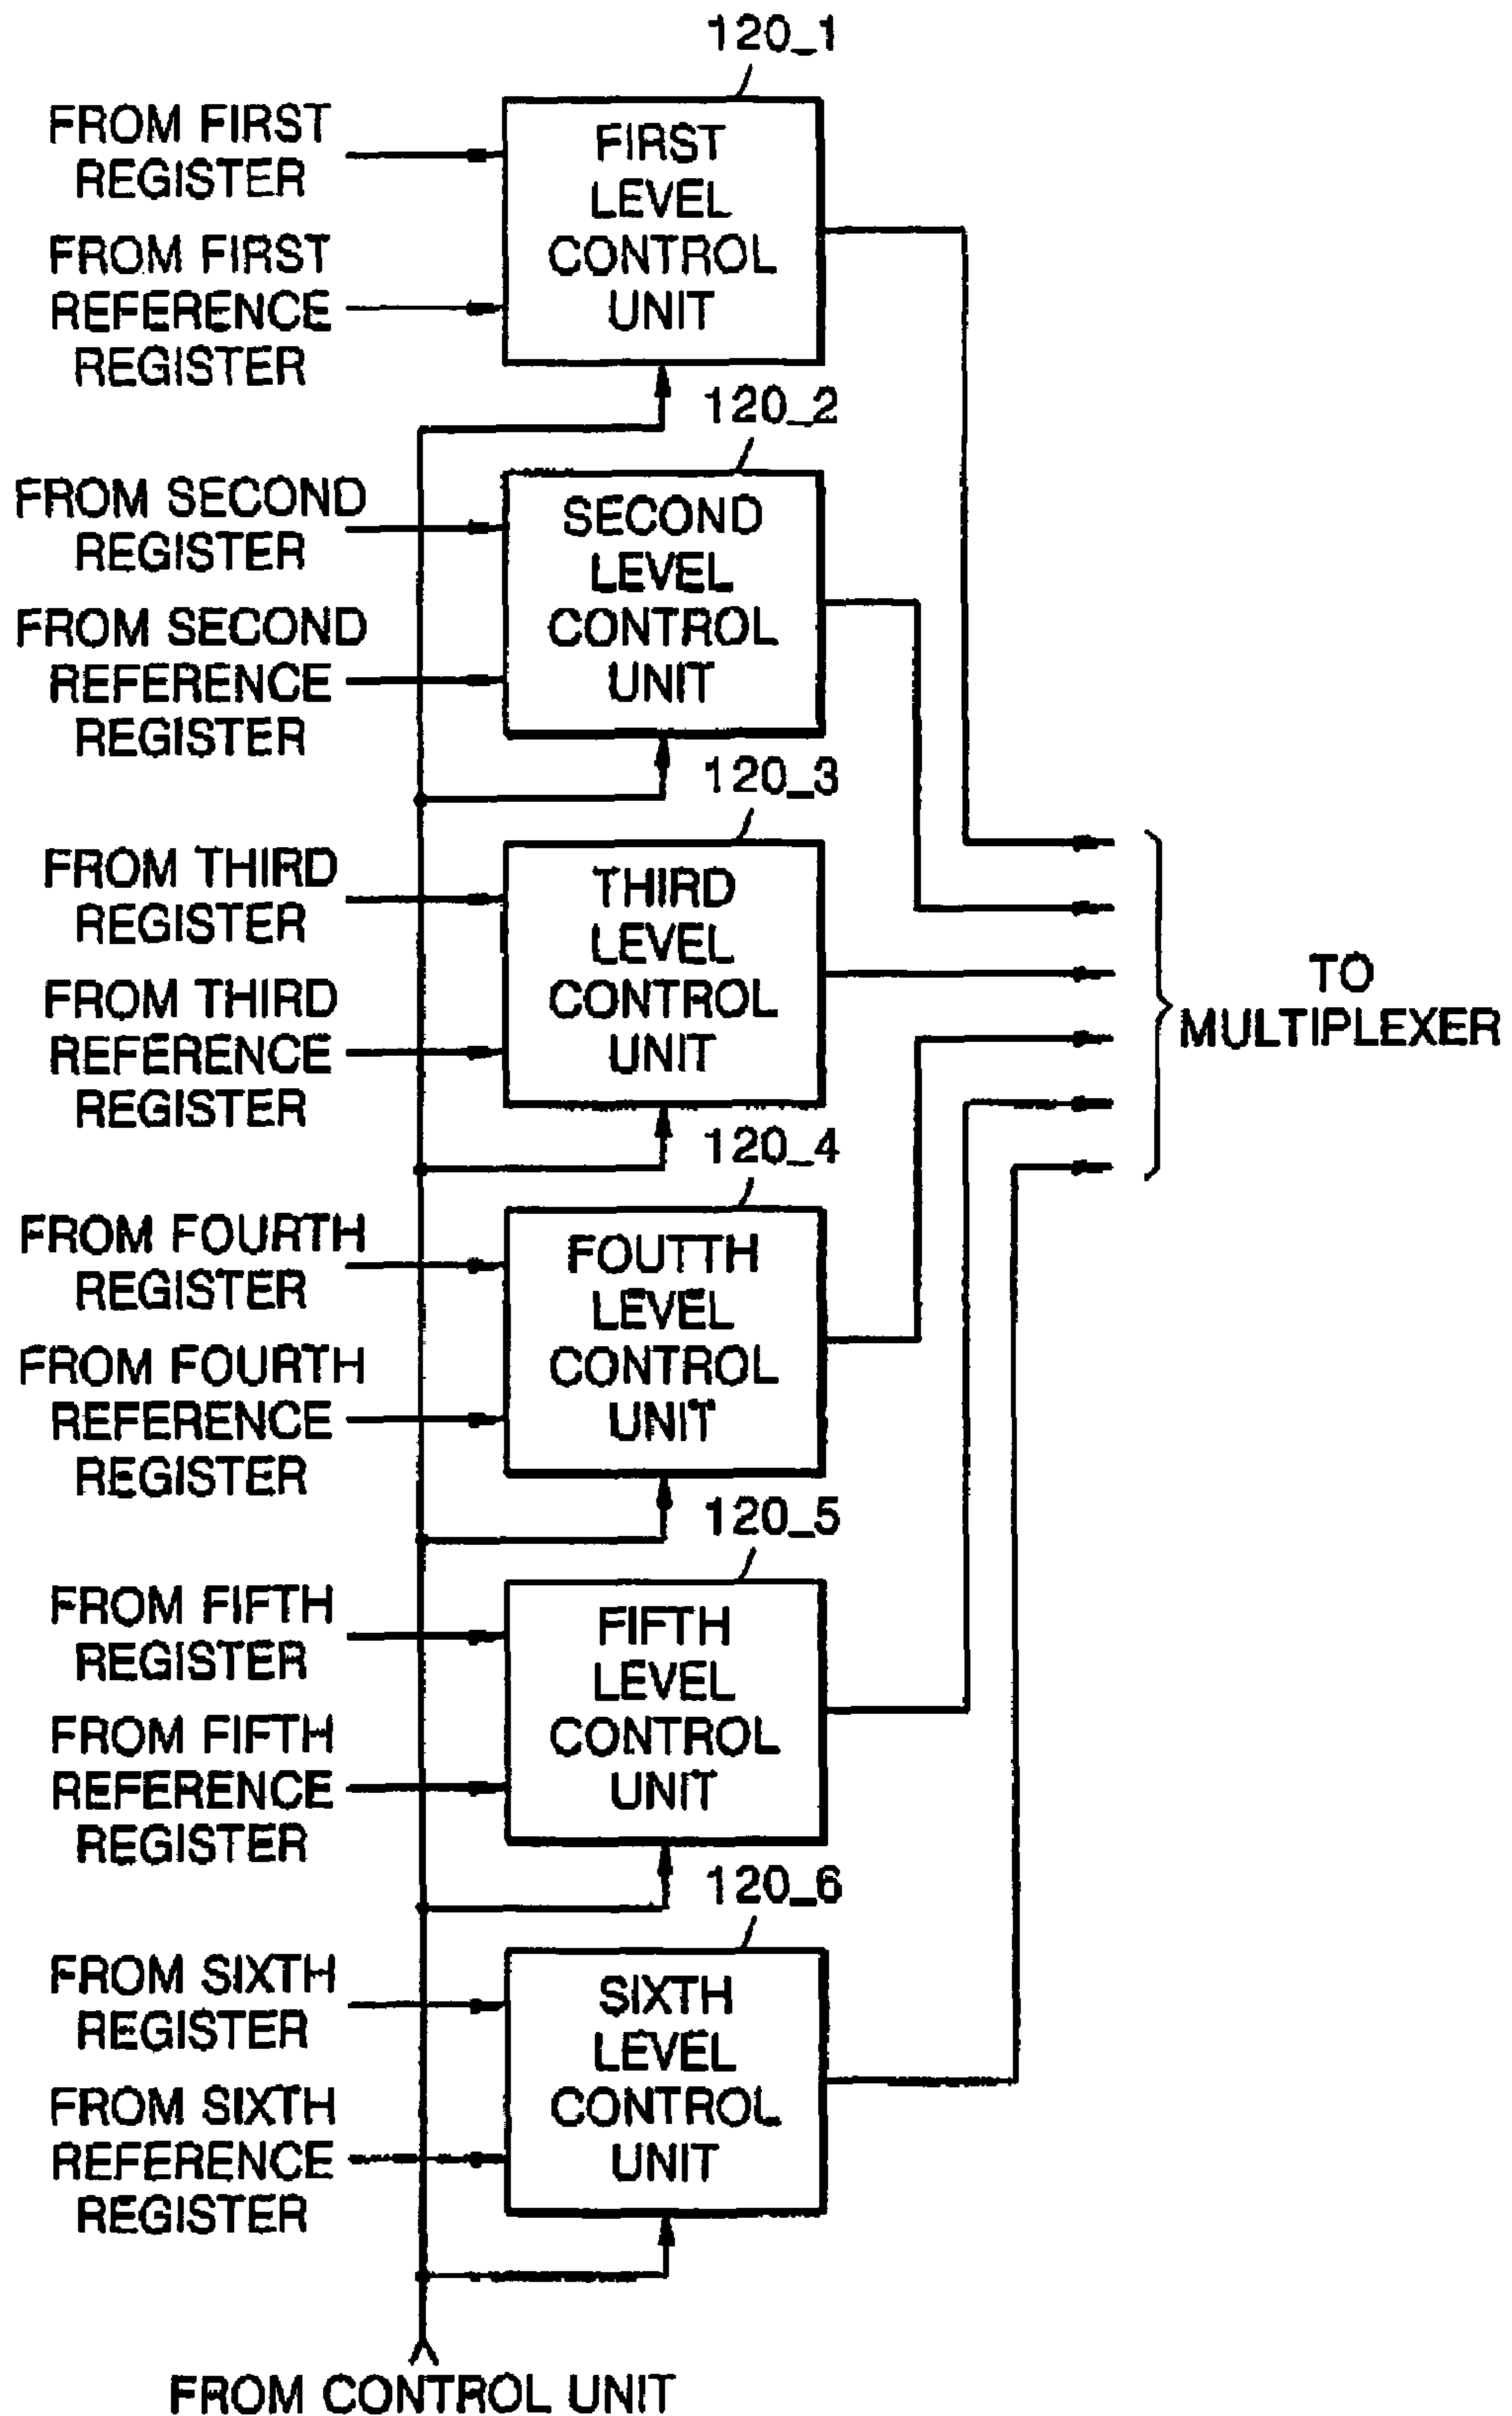 120_1
FROM FIRST
REGISTER
FROM FIRST
REFERENCE
REGISTER
FIRST
LEVEL
CONTROL
UNIT
120_2
FROM SECOND
REGISTER
FROM SECOND
REFERENCE
REGISTER
SECOND
LEVEL
CONTROL
UNIT
120_3
FROM THIRD
REGISTER
FROM THIRD
REFERENCE
REGISTER
THIRD
LEVEL
CONTROL
UNIT
TO
MULTIPLEXER
120_4
FROM FOURTH
REGISTER
FROM FOURTH
REFERENCE
REGISTER
FOUTTH
LEVEL
CONTROL
UNIT
120_5
FROM FIFTH
REGISTER
FROM FIFTH
REFERENCE
REGISTER
FIFTH
LEVEL
CONTROL
UNIT
120_6
FROM SIXTH
REGISTER
FROM SIXTH
REFERENCE
REGISTER
SIXTH
LEVEL
CONTROL
UNIT
FROM CONTROL UNIT